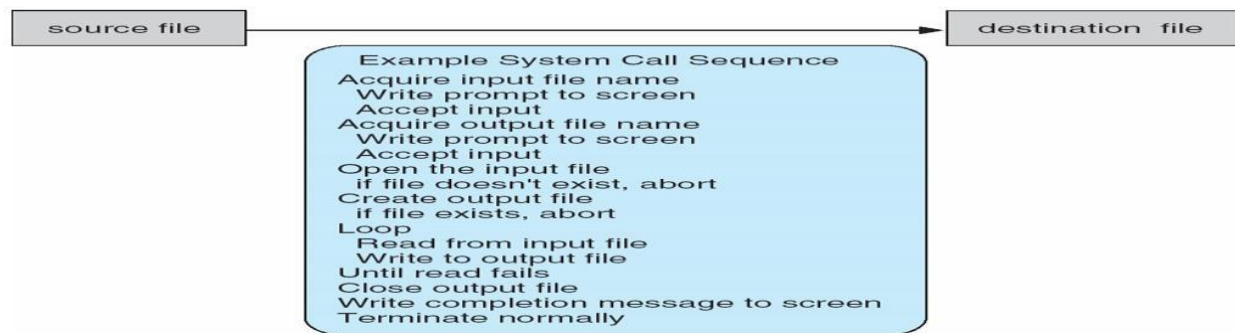 source file
destination file
Example System Call Sequence
Acquire input file name
Write prompt to screen
Accept input
Acquire output file name
Write prompt to screen
Accept input
Open the input file
if file doesn't exist, abort
Create output file
if file exists, abort
Loop
Read from input file
Write to output file
Until read fails
Close output file
Write completion message to screen
Terminate normally